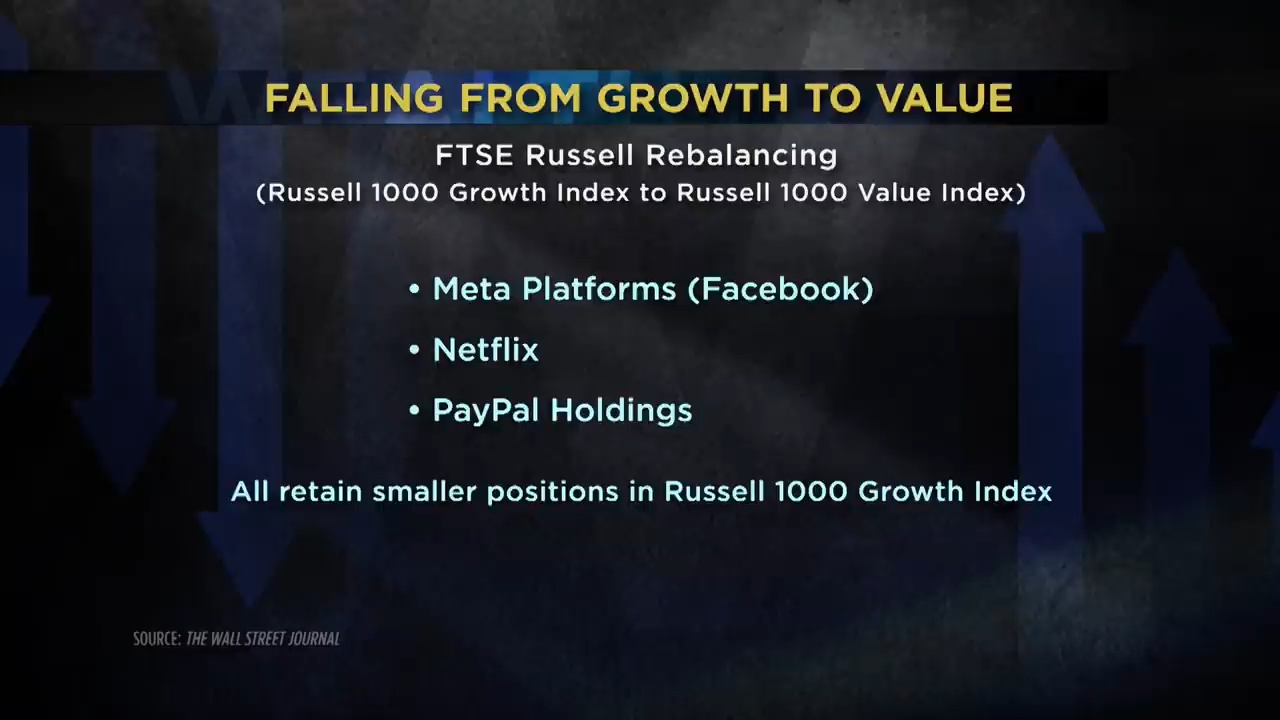 FALLING FROM GROWTH TO VALUE
FTSE Russell Rebalancing
(Russell 1000 Growth Index to Russell 1000 Value Index)
• Meta Platforms (Facebook)
• Netflix
• PayPal Holdings
All retain smaller positions in Russell 1000 Growth Index
SOURCE: THE WALL STREET JOURNAL